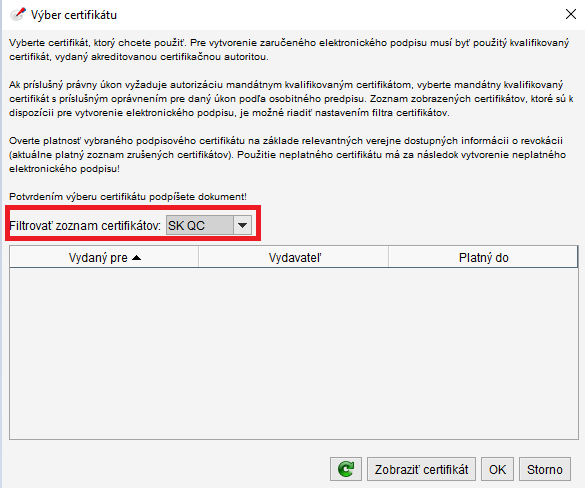 Výber certifikátu
Vyberte certifikát, ktorý chcete použiť. Pre vytvorenie zaručeného elektronického podpisu musí byť použitý kvalifikovaný
certifikát, vydaný akreditovanou certifikačnou autoritou.
Ak príslušný právny úkon vyžaduje autorizáciu mandátnym kvalifikovaným certifikátom, vyberte mandátny kvalifikovaný
certifikát s príslušným oprávnením pre daný úkon podľa osobitného predpisu. Zoznam zobrazených certifikátov, ktoré sú k
dispozícii pre vytvorenie elektronického podpisu, je možné riadiť nastavením filtra certifikátov.
Overte platnosť vybraného podpisového certifikátu na základe relevantných verejne dostupných informácii o revokácii
(aktuálne platný zoznam zrušených certifikátov). Použitie neplatného certifikátu má za následok vytvorenie neplatného
elektronického podpisu!
Potvrdením výberu certifikátu podpíšete dokument!
Filtrovať zoznam certifikátov: SK QC
Vydaný pre Vydavateľ Platný do
Zobraziť certifikát OK Storno